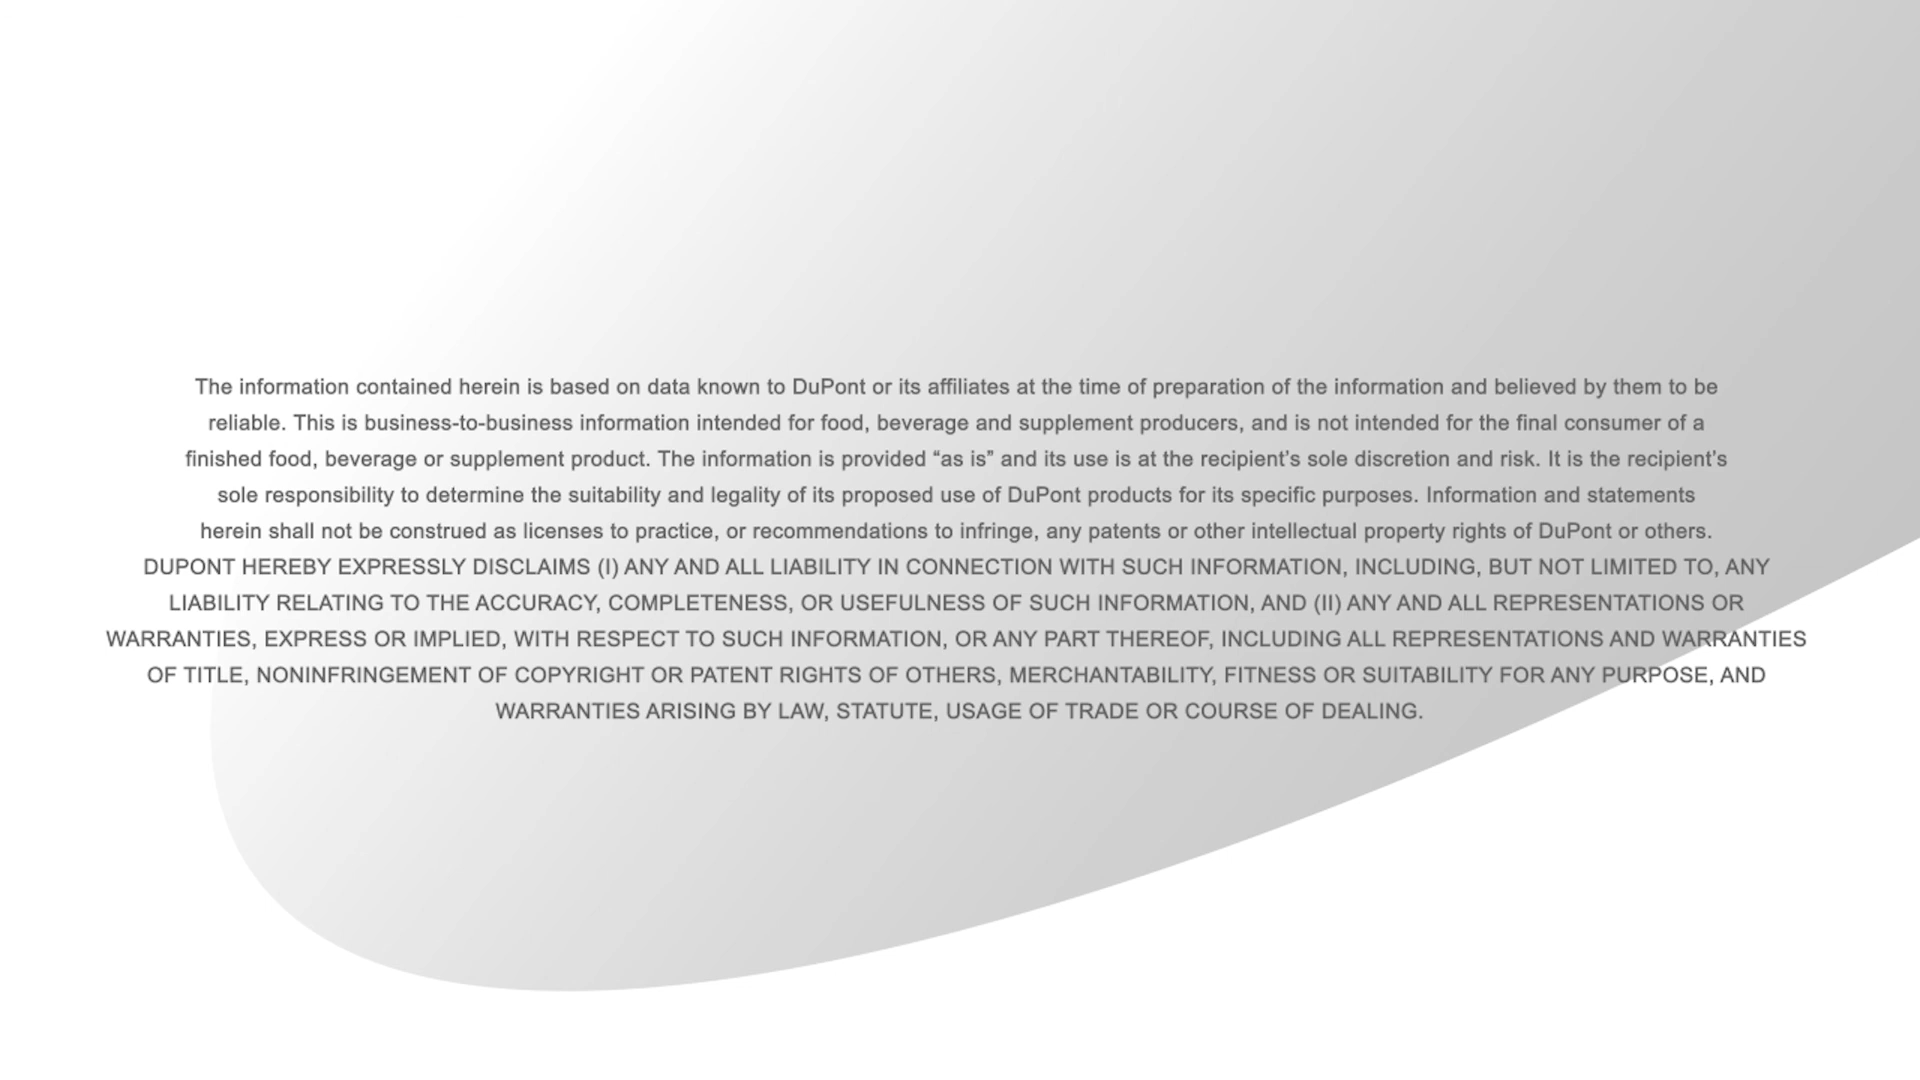 The information contained herein is based on data known to DuPont or its affiliates at the time of preparation of the information and believed by them to be
reliable. This is business-to-business information intended for food, beverage and supplement producers, and is not intended for the final consumer of a
finished food, beverage or supplement product. The information is provided “as is” and its use is at the recipient’s sole discretion and risk. It is the recipient’s
sole responsibility to determine the suitability and legality of its proposed use of DuPont products for its specific purposes. Information and statements
herein shall not be construed as licenses to practice, or recommendations to infringe, any patents or other intellectual property rights of DuPont or others.
DUPONT HEREBY EXPRESSLY DISCLAIMS (I) ANY AND ALL LIABILITY IN CONNECTION WITH SUCH INFORMATION, INCLUDING, BUT NOT LIMITED TO, ANY
LIABILITY RELATING TO THE ACCURACY, COMPLETENESS, OR USEFULNESS OF SUCH INFORMATION, AND (II) ANY AND ALL REPRESENTATIONS OR
WARRANTIES, EXPRESS OR IMPLIED, WITH RESPECT TO SUCH INFORMATION, OR ANY PART THEREOF, INCLUDING ALL REPRESENTATIONS AND WARRANTIES
OF TITLE, NONINFRINGEMENT OF COPYRIGHT OR PATENT RIGHTS OF OTHERS, MERCHANTABILITY, FITNESS OR SUITABILITY FOR ANY PURPOSE, AND
WARRANTIES ARISING BY LAW, STATUTE, USAGE OF TRADE OR COURSE OF DEALING.